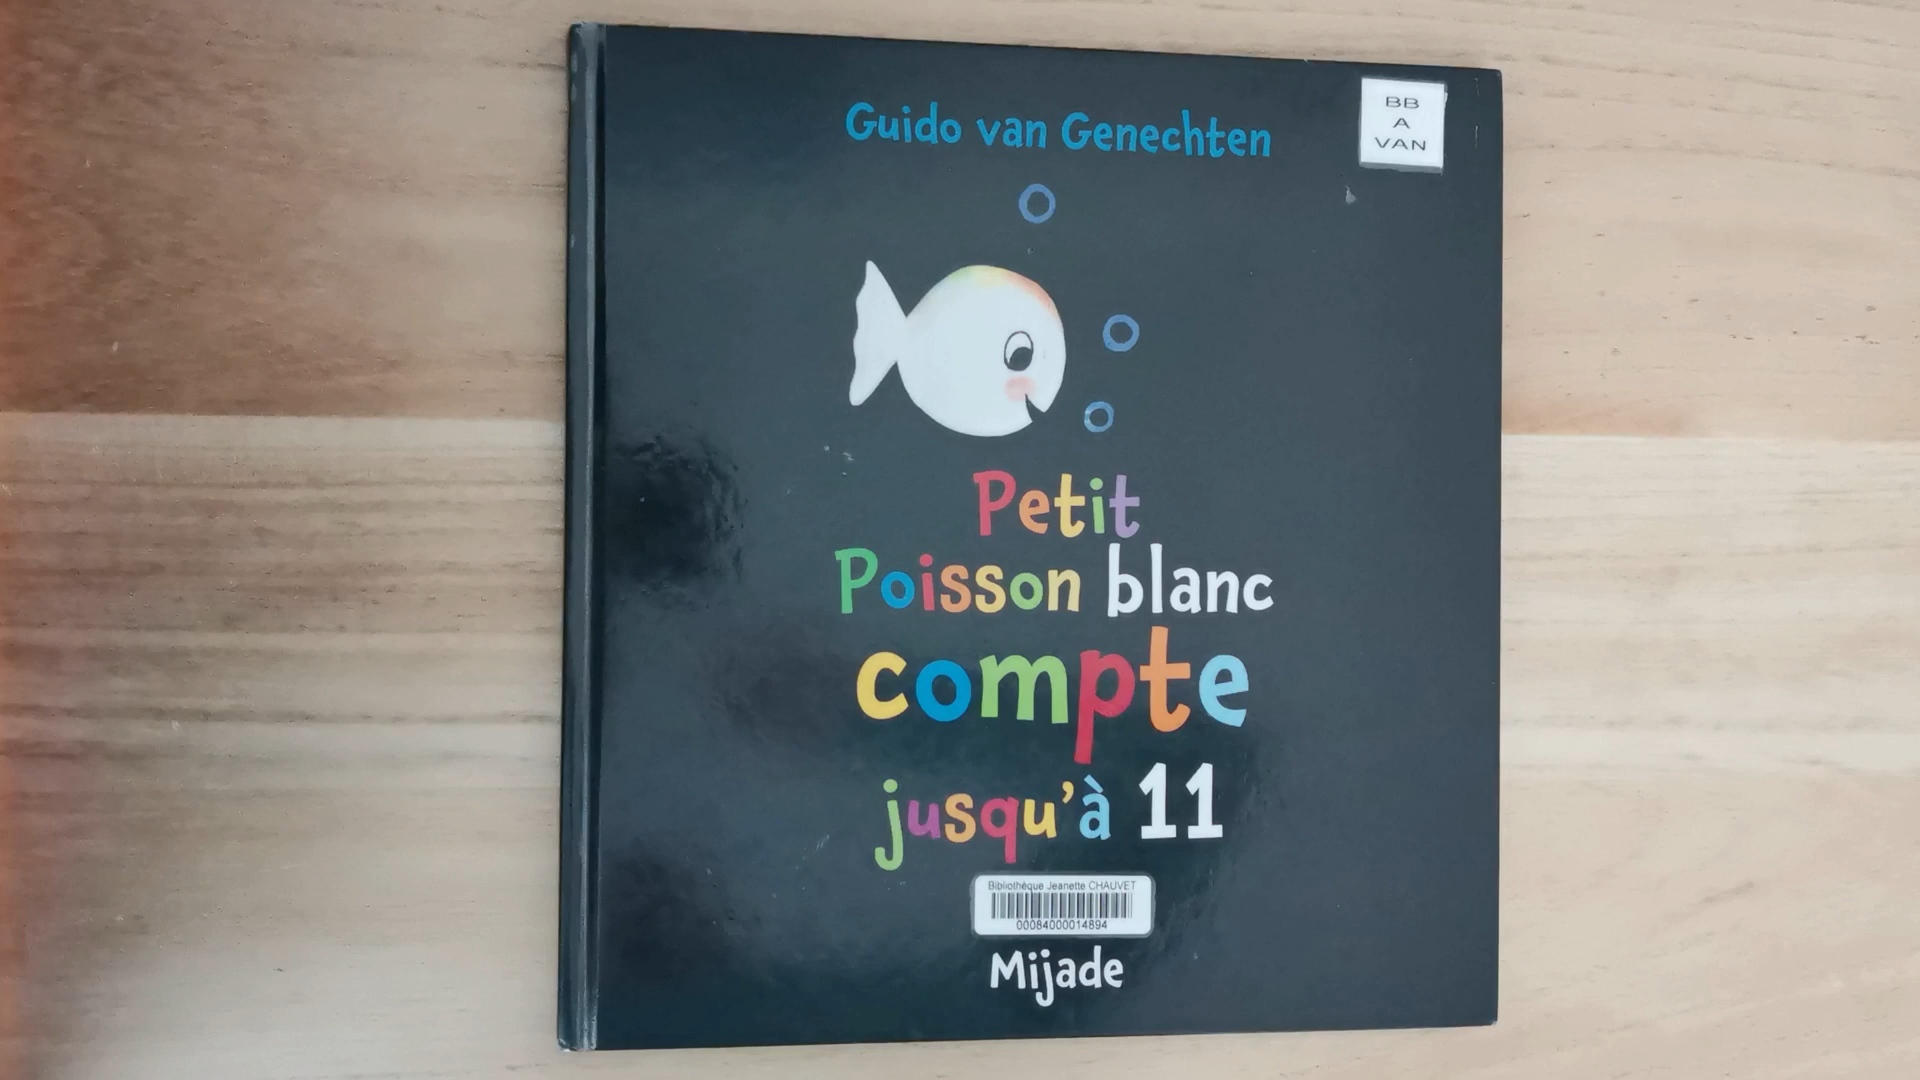 Guido van Genechten
BB
A
VAN
Petit
Poisson blanc
compte
jusqu'à 11
Bibliothèque Jeanette CHAUVET
00084000014894
Mijade